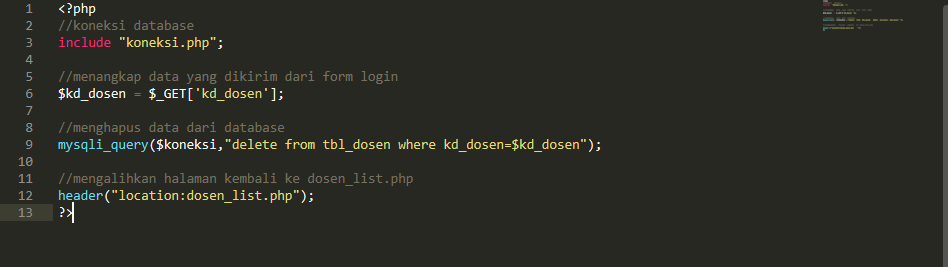 1 <?php
2 //koneksi database
3 include "koneksi.php";
4
5 //menangkap data yang dikirim dari form login
6 $kd_dosen = $_GET['kd_dosen'];
7
8 //menghapus data dari database
9 mysqli_query($koneksi,"delete from tbl_dosen where kd_dosen=$kd_dosen");
10
11 //mengalihkan halaman kembali ke dosen_list.php
12 header("location:dosen_list.php");
13 ?>